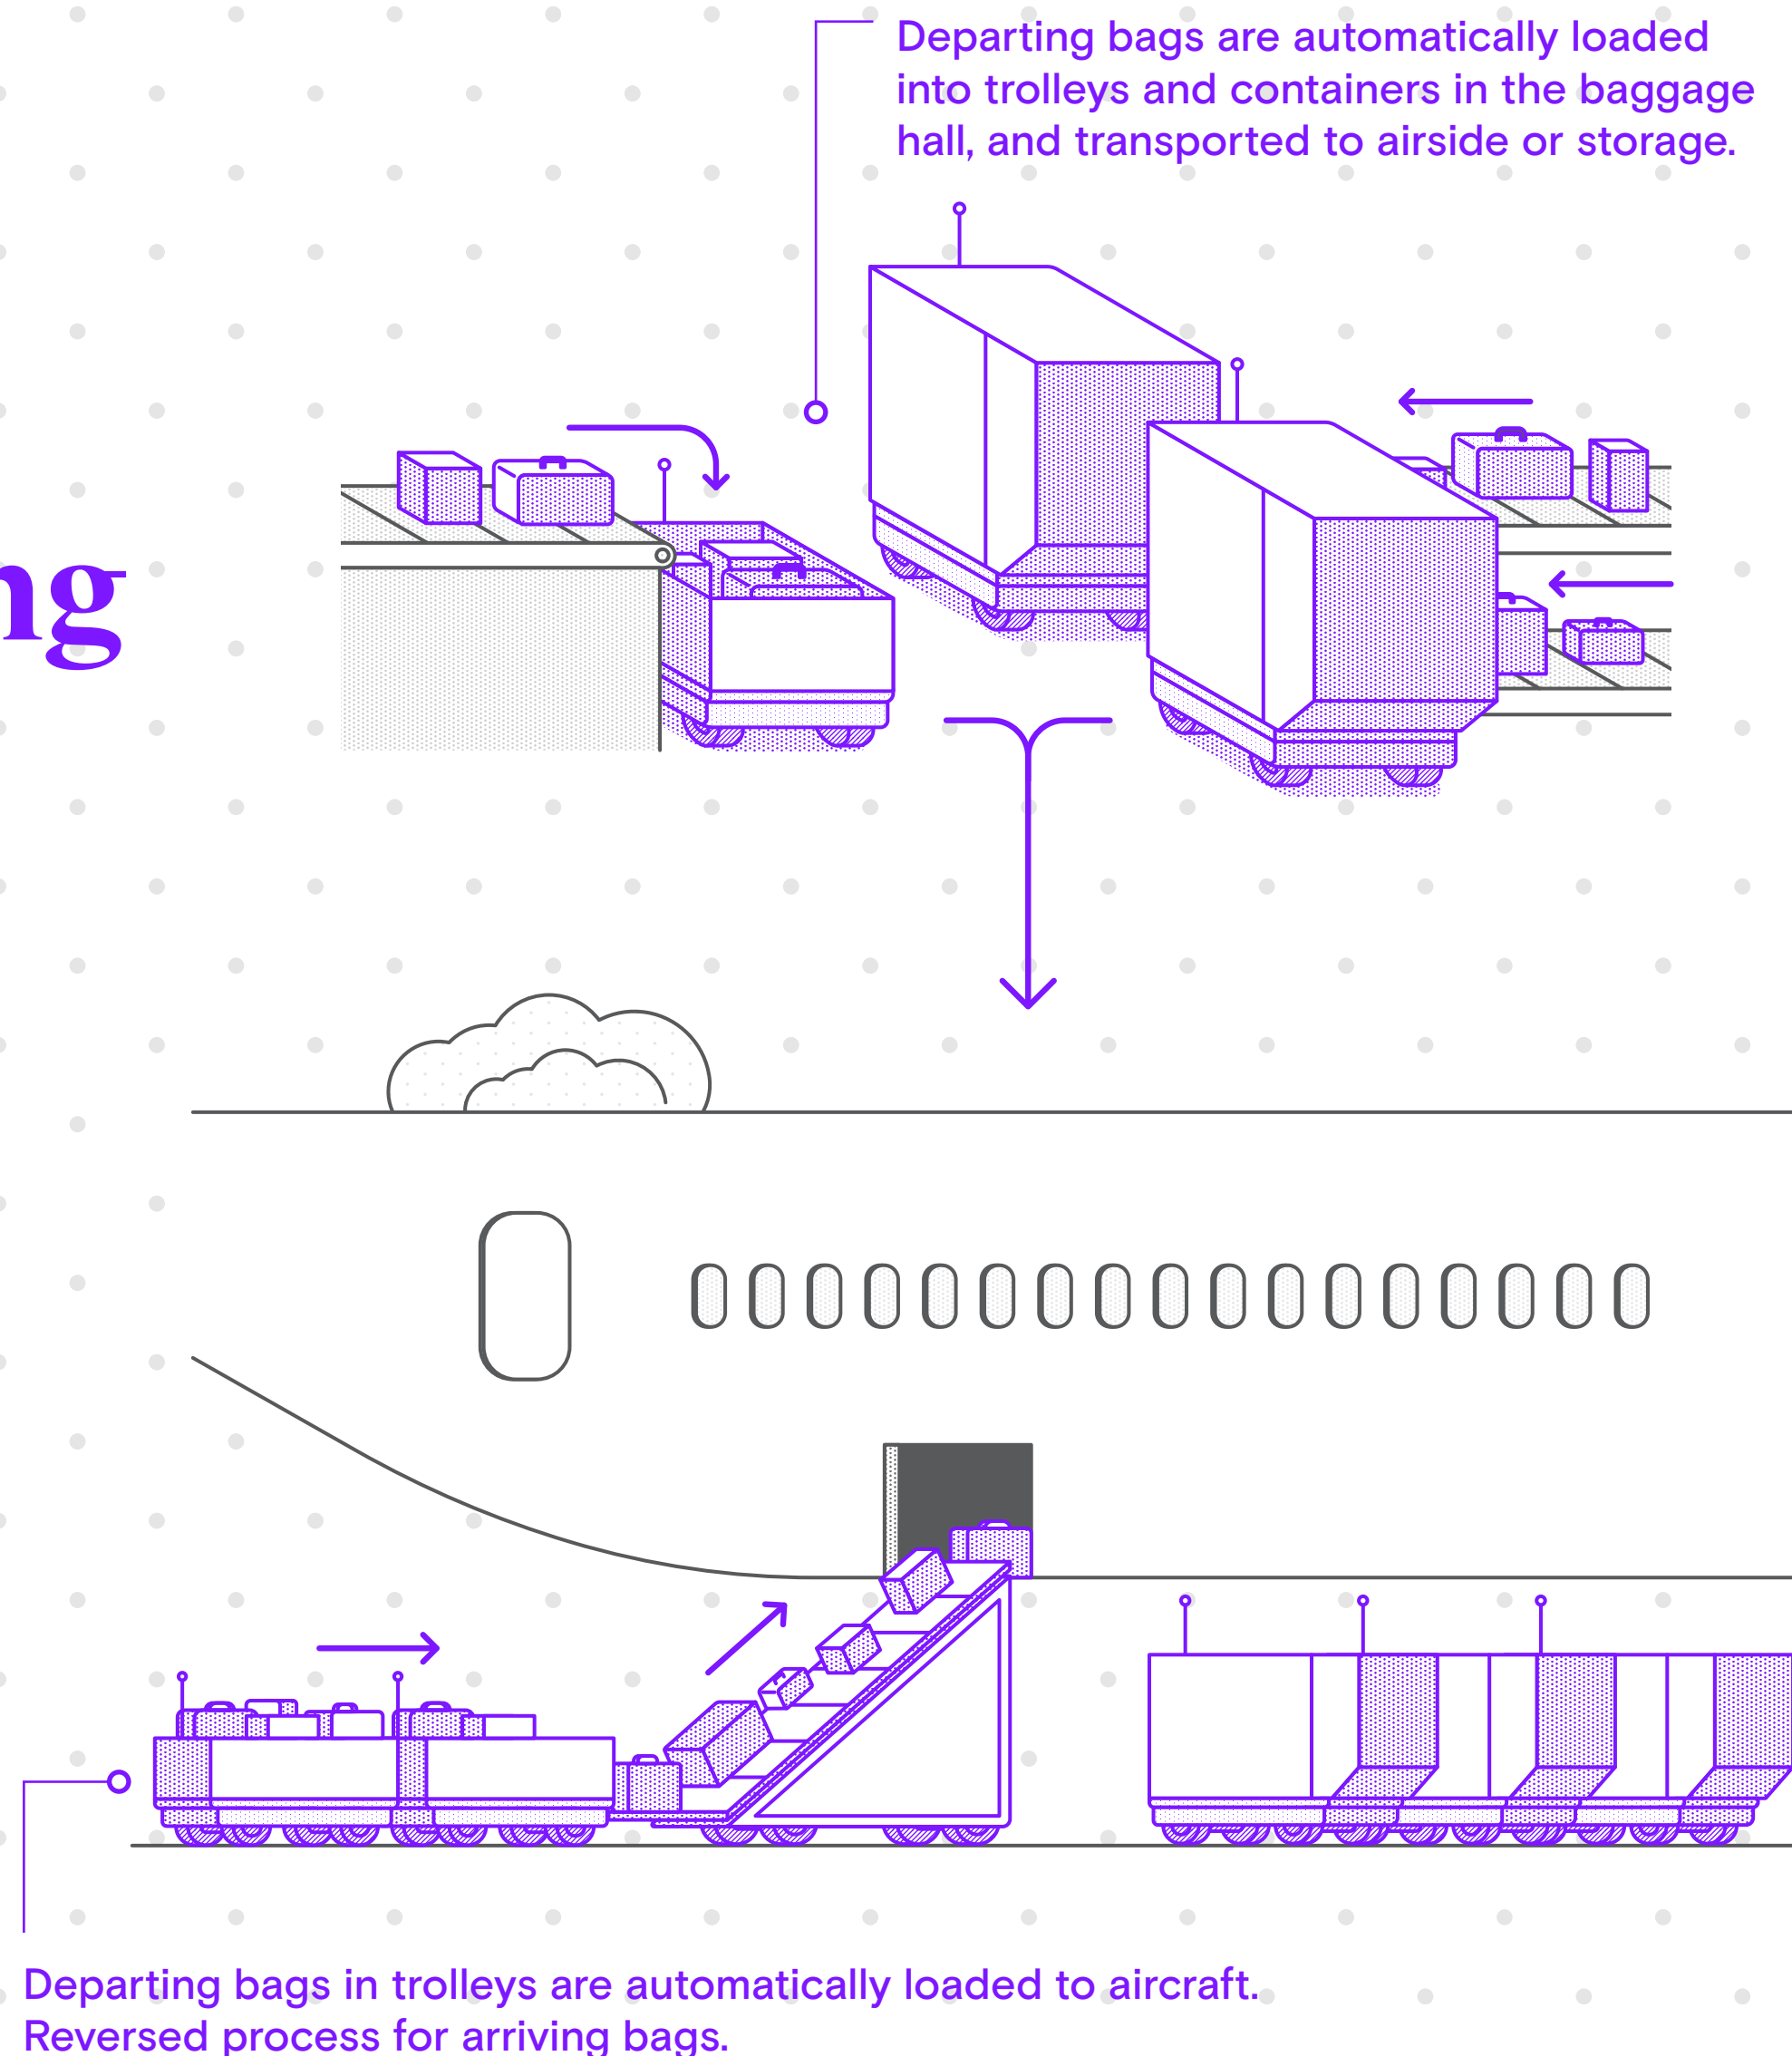 Departing bags are automatically loaded
into trolleys and containers in the baggage
hall, and transported to airside or storage.
ng
Departing bags in trolleys are automatically loaded to aircraft.
Reversed process for arriving bags.